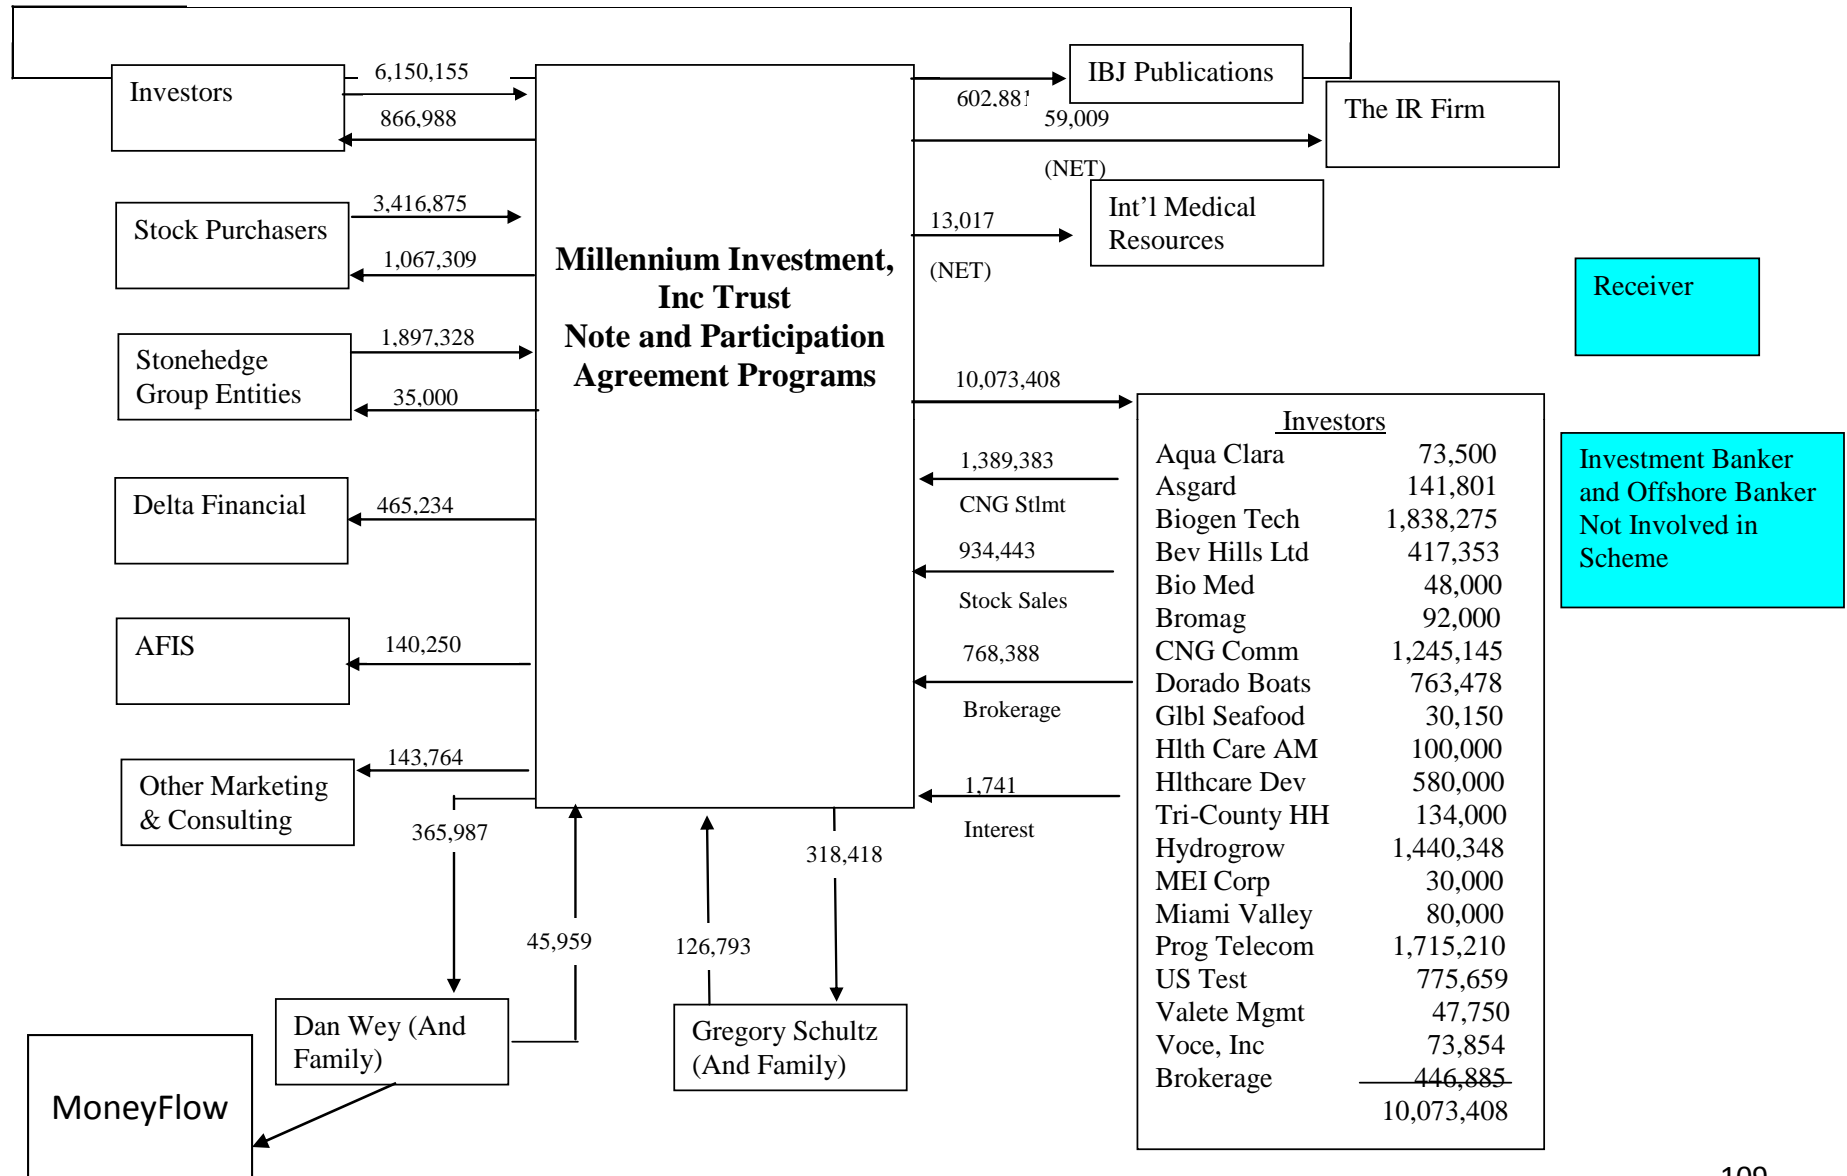 6,150,155
Investors
866,988
IBJ Publications
602,881
59,009
The IR Firm
(NET)
3,416,875
Stock Purchasers
1,067,309
13,017
Int’l Medical
Resources
(NET)
Millennium Investment,
Inc Trust
Note and Participation
Agreement Programs
Receiver
1,897,328
Stonehedge
Group Entities
35,000
10,073,408
Investors
Aqua Clara 73,500
Asgard 141,801
Biogen Tech 1,838,275
Bev Hills Ltd 417,353
Bio Med 48,000
Bromag 92,000
CNG Comm 1,245,145
Dorado Boats 763,478
Glbl Seafood 30,150
Hlth Care AM 100,000
Hlthcare Dev 580,000
Tri-County HH 134,000
Hydrogrow 1,440,348
MEI Corp 30,000
Miami Valley 80,000
Prog Telecom 1,715,210
US Test 775,659
Valete Mgmt 47,750
Voce, Inc 73,854
Brokerage 446,885
10,073,408
Investment Banker
and Offshore Banker
Not Involved in
Scheme
1,389,383
CNG Stlmt
934,443
Stock Sales
768,388
Brokerage
1,741
Interest
Delta Financial
465,234
AFIS
140,250
143,764
Other Marketing
& Consulting
365,987
45,959
126,793
318,418
Dan Wey (And
Family)
Gregory Schultz
(And Family)
MoneyFlow